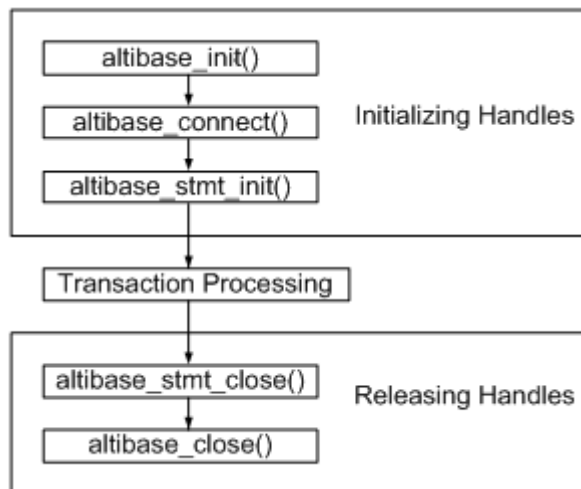 altibase_init()
altibase_connect()
Initializing Handles
altibase_stmt_init()
Transaction Processing
altibase_stmt_close()
Releasing Handles
altibase_close()